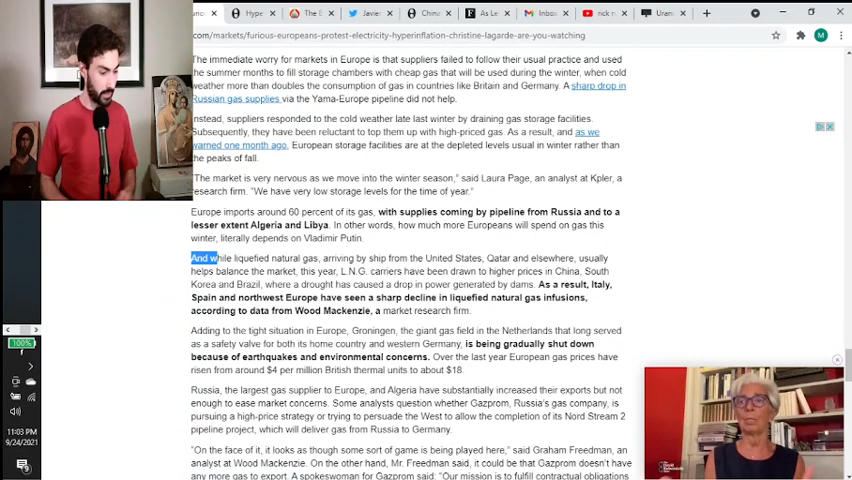 urrenci
Hype
The E
Javier
China
As Le
Inbox
nick r
Uran
com/markets/furious-europeans-protest-electricity-hyperinflation-christine-lagarde-are-you-watching
M
The immediate worry for markets in Europe is that suppliers failed to follow their usual practice and used
the summer months to fill storage chambers with cheap gas that will be used during the winter, when cold
weather more than doubles the consumption of gas in countries like Britain and Germany. A sharp drop in
Russian gas supplies via the Yama-Europe pipeline did not help.
nstead, suppliers responded to the cold weather late last winter by draining gas storage facilities.
Subsequently, they have been reluctant to top them up with high-priced gas. As a result, and as we
warned one month ago, European storage facilities are at the depleted levels usual in winter rather than
the peaks of fall.
"The market is very nervous as we move into the winter season," said Laura Page, an analyst at Kpler, a
research firm. "We have very low storage levels for the time of year."
Europe imports around 60 percent of its gas, with supplies coming by pipeline from Russia and to a
lesser extent Algeria and Libya. In other words, how much more Europeans will spend on gas this
winter, literally depends on Vladimir Putin.
And while liquefied natural gas, arriving by ship from the United States, Qatar and elsewhere, usually
helps balance the market, this year, L.N.G. carriers have been drawn to higher prices in China, South
Korea and Brazil, where a drought has caused a drop in power generated by dams. As a result, Italy,
Spain and northwest Europe have seen a sharp decline in liquefied natural gas infusions,
according to data from Wood Mackenzie, a market research firm.
Adding to the tight situation in Europe, Groningen, the giant gas field in the Netherlands that long served
as a safety valve for both its home country and western Germany, is being gradually shut down
because of earthquakes and environmental concerns. Over the last year European gas prices have
risen from around $4 per million British thermal units to about $18.
Russia, the largest gas supplier to Europe, and Algeria have substantially increased their exports but not
enough to ease market concerns. Some analysts question whether Gazprom, Russia's gas company, is
pursuing a high-price strategy or trying to persuade the West to allow the completion of its Nord Stream 2
pipeline project, which will deliver gas from Russia to Germany.
"On the face of it, it looks as though some sort of game is being played here," said Graham Freedman, an
analyst at Wood Mackenzie. On the other hand, Mr. Freedman said, it could be that Gazprom doesn't have
any more gas to export. A spokeswoman for Gazprom said: "Our mission is to fulfill contractual obligations
100%
11:03 PM
9/24/2021